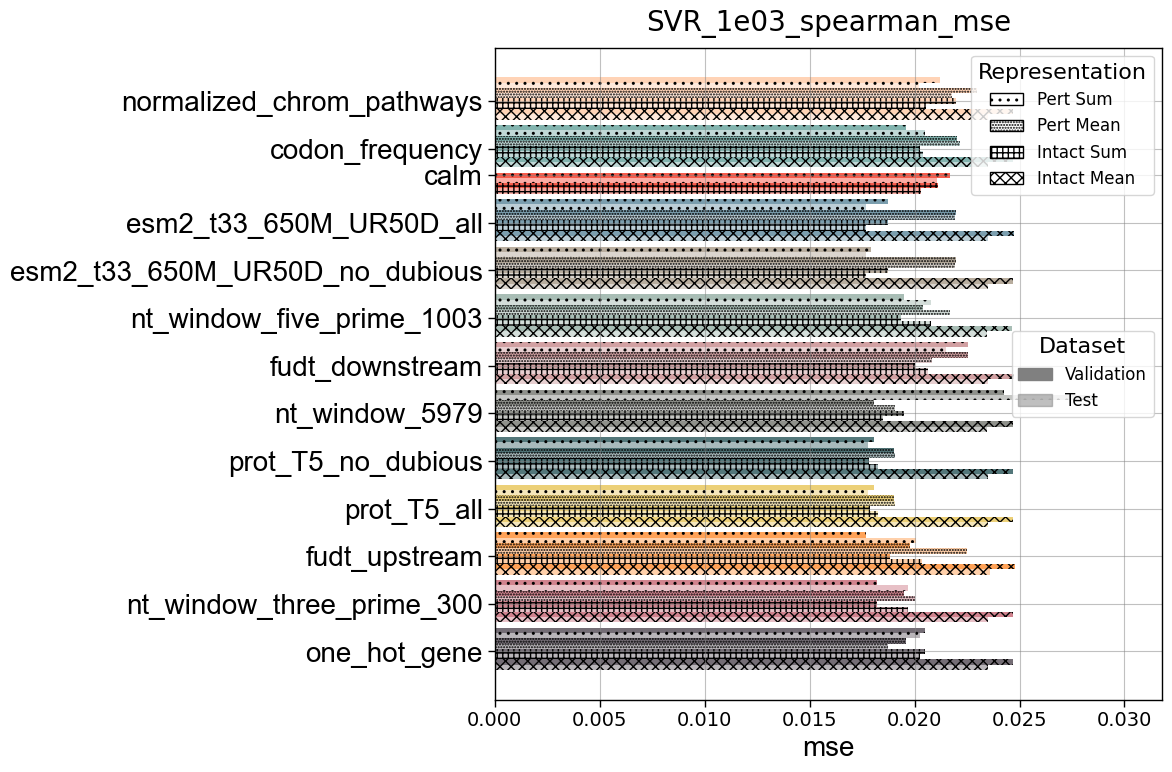 SVR_1e03_spearman_mse
normalized_chrom_pathways
codon_frequency
calm
esm2_t33_650M_UR50D_all
esm2_t33_650M_UR50D_no_dubious
nt_window_five_prime_1003
fudt_downstream
nt_window_5979
prot_T5_no_dubious
prot_T5_all
fudt_upstream
nt_window_three_prime_300
one_hot_gene
Representation
Pert Sum
Pert Mean
Intact Sum
Intact Mean
Dataset
Validation
Test
0.000 0.005 0.010 0.015 0.020 0.025 0.030
mse